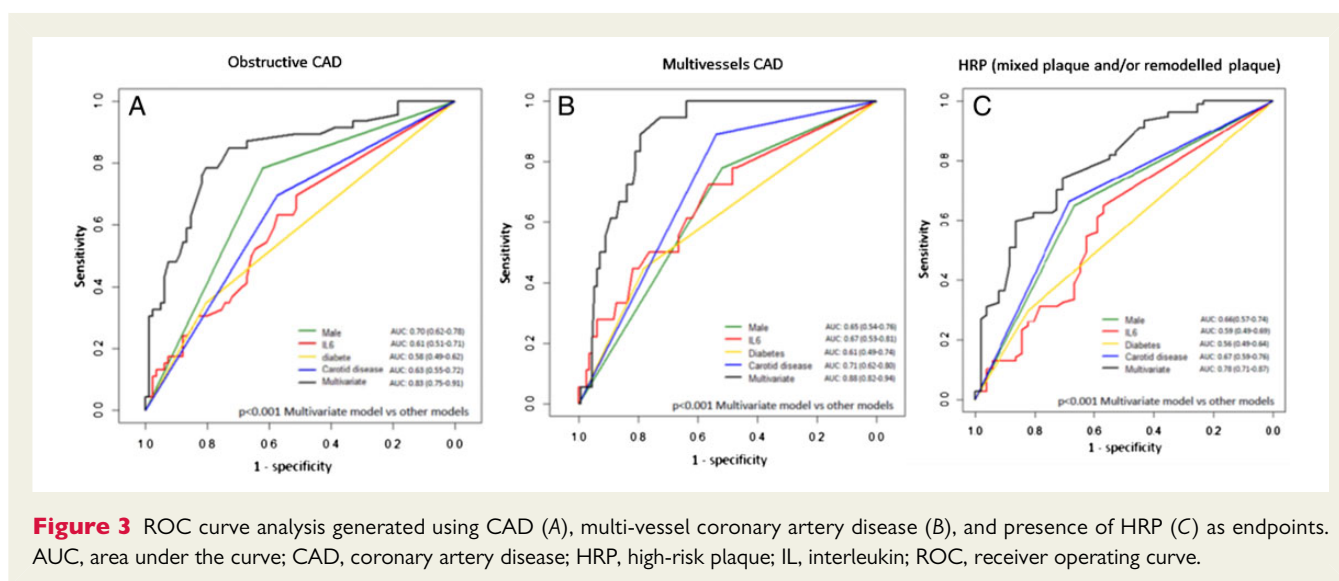 Obstructive CAD
A
Sensitivity
1.0
0.8
0.6
0.4
0.2
0.0
Male AUC: 0.70 (0.62-0.78)
IL6 AUC: 0.61 (0.51-0.71)
diabete AUC: 0.58 (0.49-0.62)
Carotid disease AUC: 0.63 (0.55-0.72)
Multivariate AUC: 0.83 (0.75-0.91)
p<0.001 Multivariate model vs other models
1 0 0 8 0 6 0 4 0 2 0 0
1 - specificity
Multivessels CAD
B
Sensitivity
1.0
0.8
0.6
0.4
0.2
0.0
Male AUC: 0.65 (0.54-0.76)
IL6 AUC: 0.67 (0.53-0.81)
Diabetes AUC: 0.61 (0.49-0.74)
Carotid disease AUC: 0.71 (0.62-0.80)
Multivariate AUC: 0.88 (0.82-0.94)
p<0.001 Multivariate model vs other models
1 0 0 8 0 6 0 4 0 2 0 0
1 - specificity
HRP (mixed plaque and/or remodelled plaque)
C
Sensitivity
1.0
0.8
0.6
0.4
0.2
0.0
Male AUC: 0.66(0.57-0.74)
IL6 AUC: 0.59 (0.49-0.69)
Diabetes AUC: 0.56 (0.49-0.64)
Carotid disease AUC: 0.67 (0.59-0.76)
Multivariate AUC: 0.78 (0.71-0.87)
p<0.001 Multivariate model vs other models
1 0 0 8 0 6 0 4 0 2 0 0
1 - specificity
Figure 3 ROC curve analysis generated using CAD (A), multi-vessel coronary artery disease (B), and presence of HRP (C) as endpoints.
AUC, area under the curve; CAD, coronary artery disease; HRP, high-risk plaque; IL, interleukin; ROC, receiver operating curve.